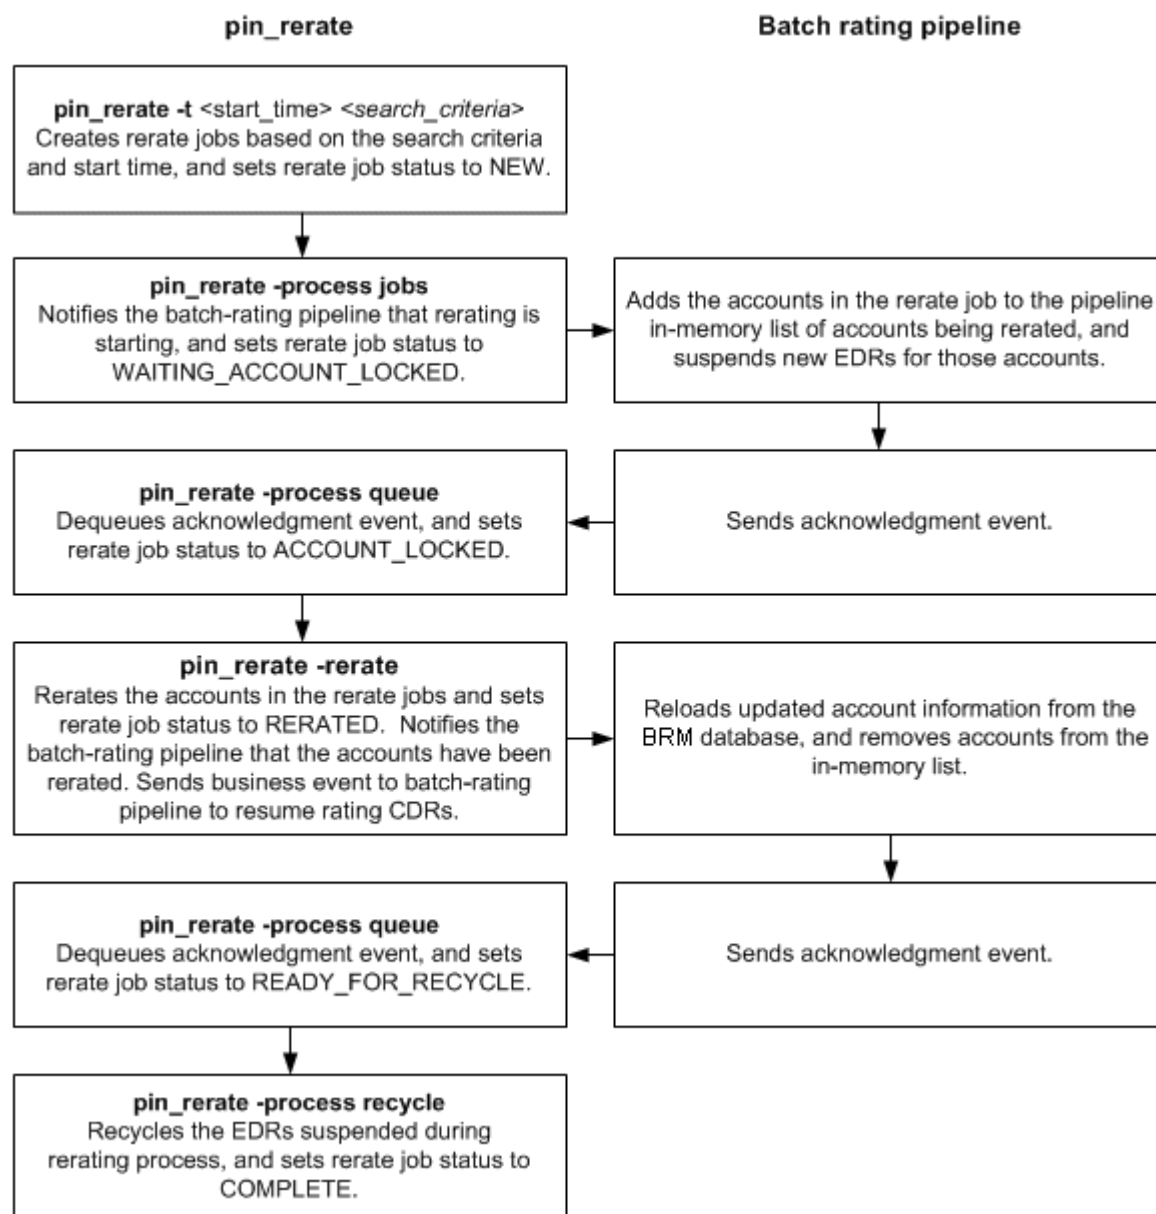 pin_rerate
Batch rating pipeline
pin_rerate -t <start_time> <search_criteria>
Creates rerate jobs based on the search criteria
and start time, and sets rerate job status to NEW.
pin_rerate -process jobs
Notifies the batch-rating pipeline that rerating is
starting, and sets rerate job status to
WAITING_ACCOUNT_LOCKED.
Adds the accounts in the rerate job to the pipeline
in-memory list of accounts being rerated, and
suspends new EDRs for those accounts.
pin_rerate -process queue
Dequeues acknowledgment event, and sets
rerate job status to ACCOUNT_LOCKED.
Sends acknowledgment event.
pin_rerate -rerate
Rerates the accounts in the rerate jobs and sets
rerate job status to RERATED.  Notifies the
batch-rating pipeline that the accounts have been
rerated. Sends business event to batch-rating
pipeline to resume rating CDRs.
Reloads updated account information from the
BRM database, and removes accounts from the
in-memory list.
pin_rerate -process queue
Dequeues acknowledgment event, and sets
rerate job status to READY_FOR_RECYCLE.
Sends acknowledgment event.
pin_rerate -process recycle
Recycles the EDRs suspended during
rerating process, and sets rerate job status to
COMPLETE.